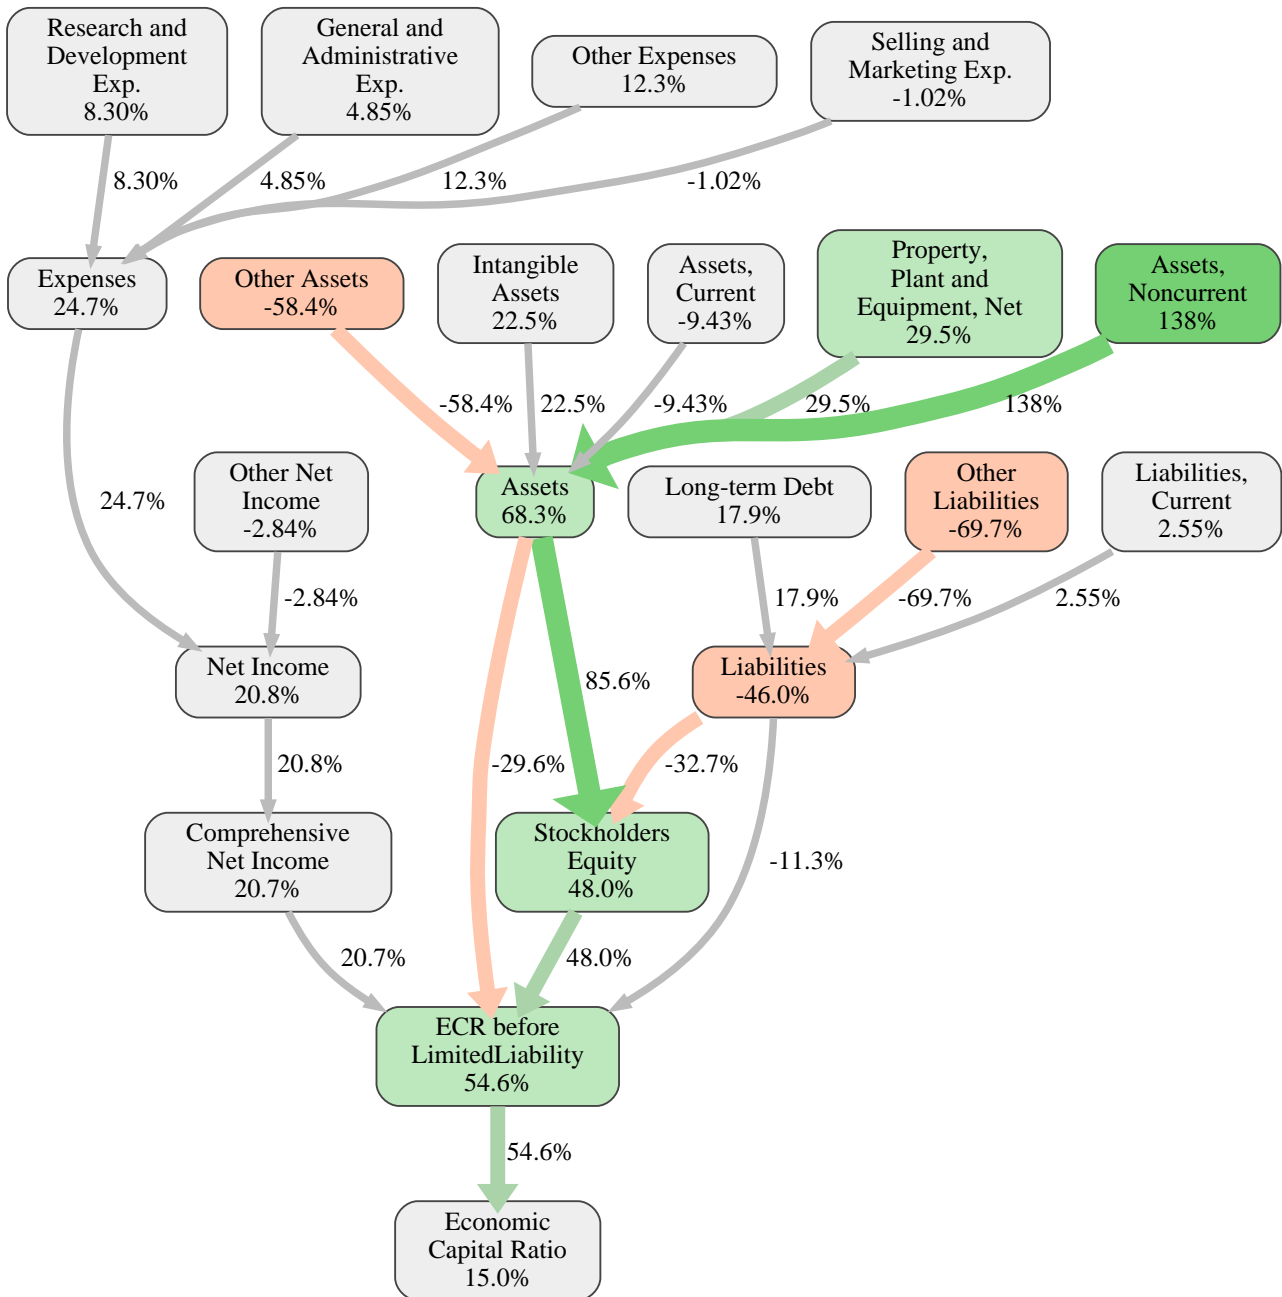 Research and
Development
Exp.
8.30%
General and
Administrative
Exp.
4.85%
Other Expenses
12.3%
Selling and
Marketing Exp.
-1.02%
8.30%
4.85%
12.3%
-1.02%
Expenses
24.7%
Other Assets
-58.4%
Intangible
Assets
22.5%
Assets,
Current
-9.43%
Property,
Plant and
Equipment, Net
29.5%
Assets,
Noncurrent
138%
-58.4%
22.5%
-9.43%
29.5%
138%
24.7%
Other Net
Income
-2.84%
Assets
68.3%
Long-term Debt
17.9%
Other
Liabilities
-69.7%
Liabilities,
Current
2.55%
-2.84%
17.9%
-69.7%
2.55%
Net Income
20.8%
85.6%
Liabilities
-46.0%
20.8%
-29.6%
-32.7%
Comprehensive
Net Income
20.7%
Stockholders
Equity
48.0%
-11.3%
20.7%
48.0%
ECR before
LimitedLiability
54.6%
54.6%
Economic
Capital Ratio
15.0%